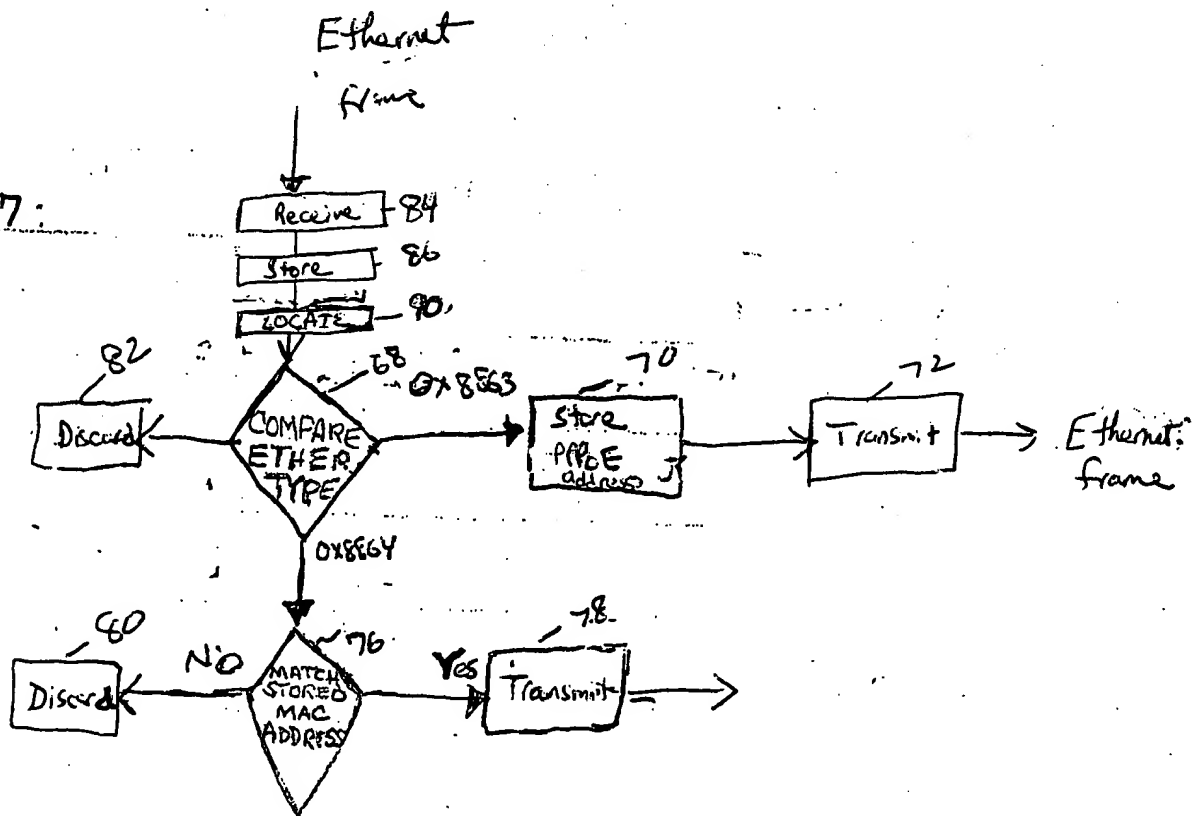 Ethernet
frame
7:
Receive
84
Store
86
LOCATE
90
82
68
0x8863
70
72
Discard
COMPARE
ETHER
TYPE
Store
PPPoE
address
Transmit
Ethernet
frame
0x8864
80
76
78
NO
Yes
Discard
MATCH
STORED
MAC
ADDRESS
Transmit